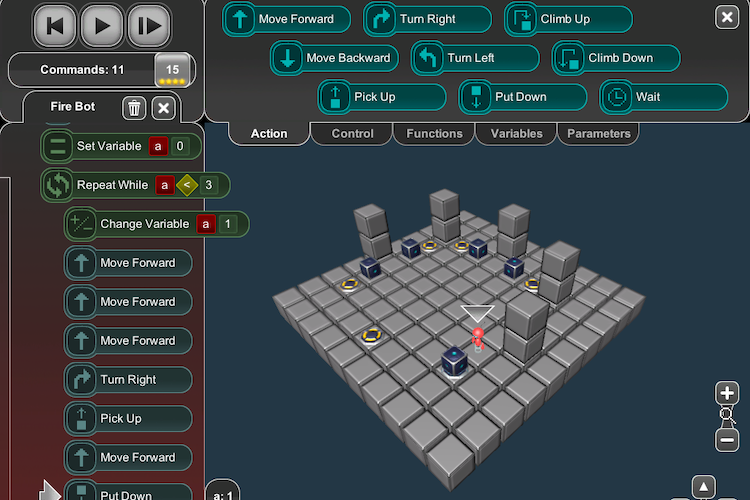 Move Forward
Turn Right
Climb Up
Commands: 11
15
Move Backward
Turn Left
Climb Down
Fire Bot
Pick Up
Put Down
Wait
Action
Control
Functions
Variables
Parameters
Set Variable a 0
Repeat While a < 3
Change Variable a 1
Move Forward
Move Forward
Move Forward
Turn Right
Pick Up
Move Forward
Put Down
a: 1